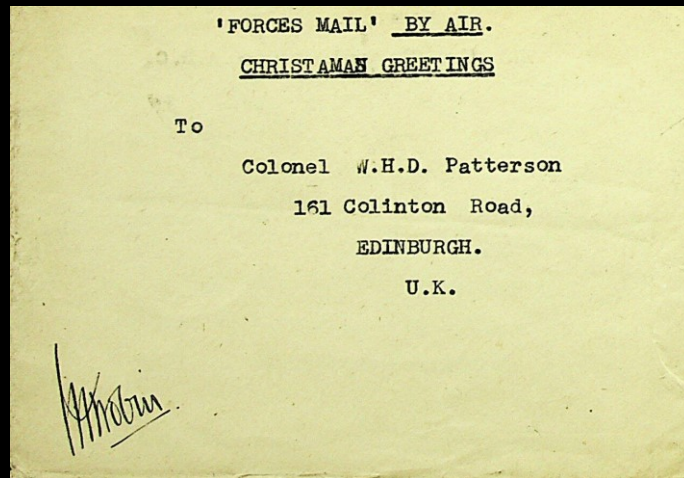 'FORCES MAIL' BY AIR.
CHRISTAMAS GREETINGS
To
Colonel W.H.D. Patterson
161 Colinton Road,
EDINBURGH.
U.K.